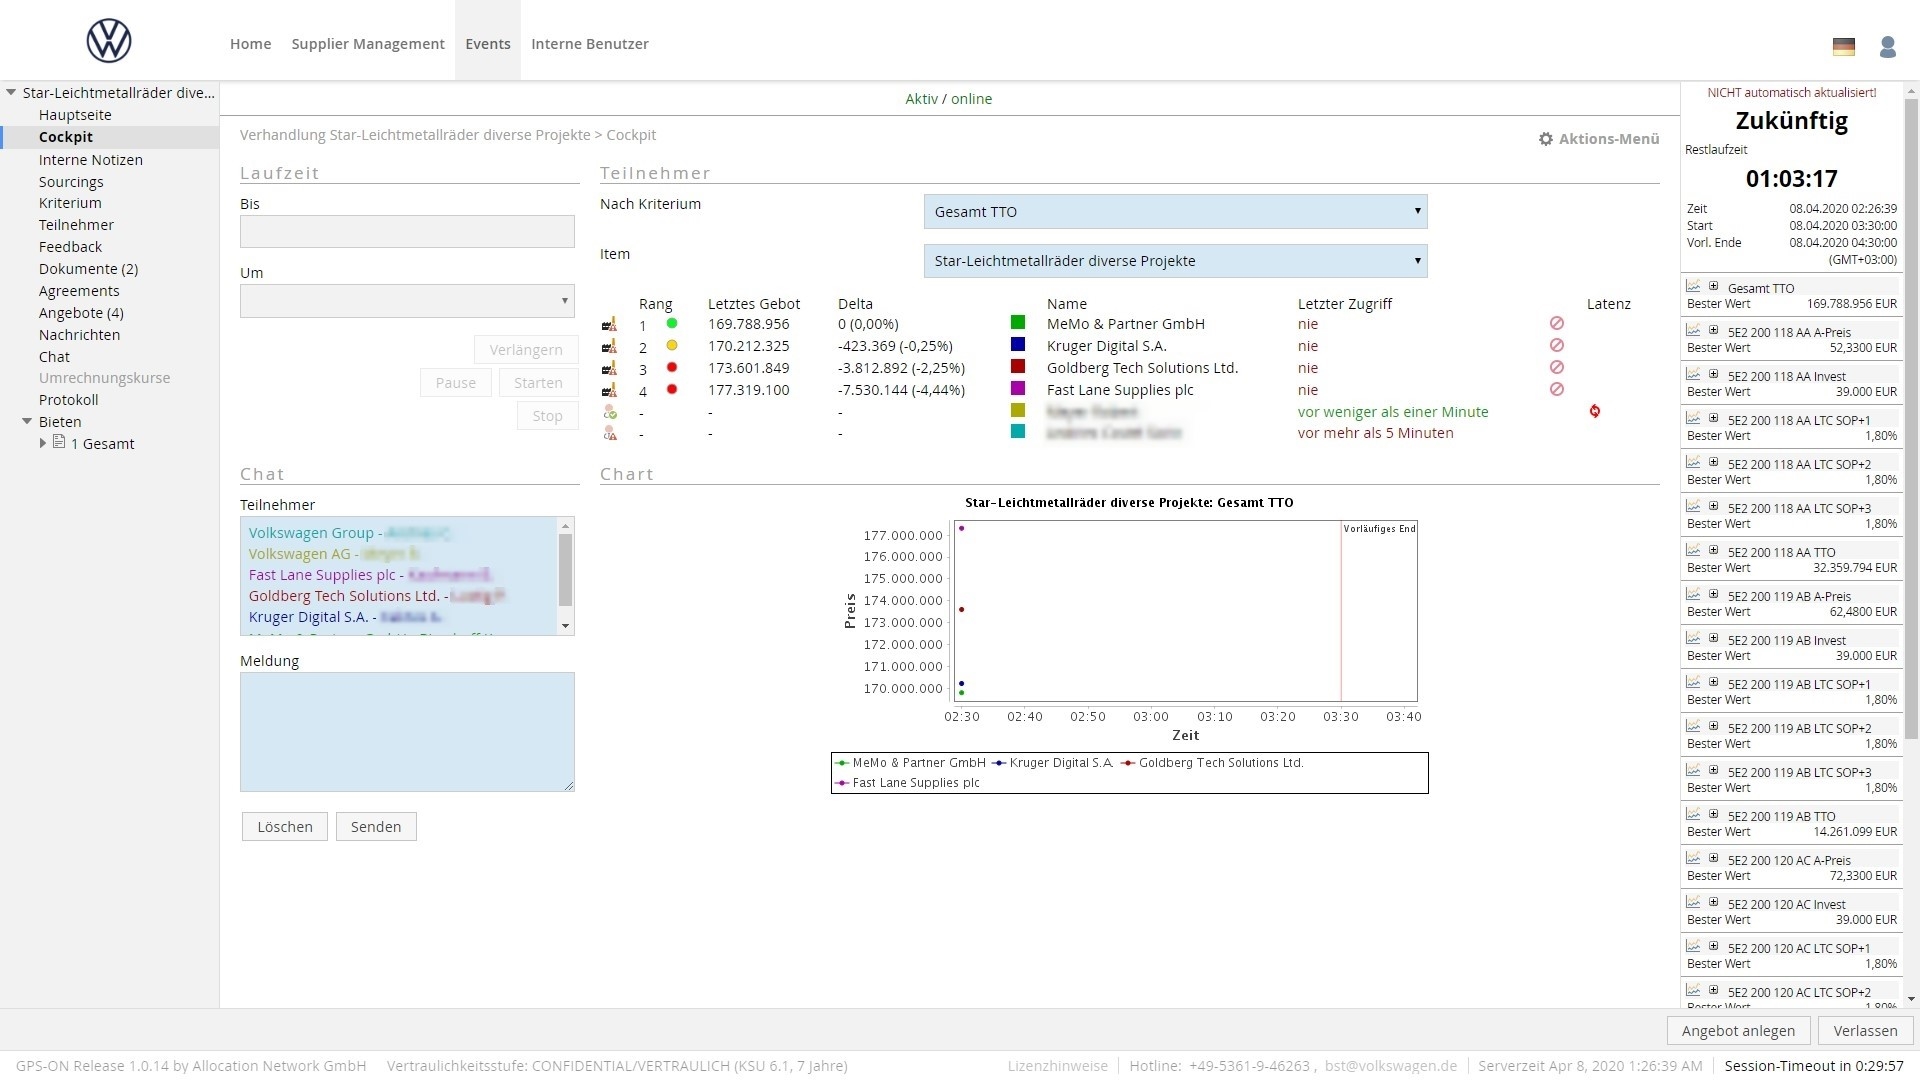 Home Supplier Management Events Interne Benutzer
Star-Leichtmetallräder dive...
Hauptseite
Cockpit
Interne Notizen
Sourcings
Kriterium
Teilnehmer
Feedback
Dokumente (2)
Agreements
Angebote (4)
Nachrichten
Chat
Umrechnungskurse
Protokoll
Bieten
1 Gesamt
Aktiv / online
Verhandlung Star-Leichtmetallräder diverse Projekte > Cockpit
Aktions-Menü
Laufzeit
Bis
Um
Verlängern
Pause Starten
Stop
Teilnehmer
Nach Kriterium Gesamt TTO
Item Star-Leichtmetallräder diverse Projekte
Rang Letztes Gebot Delta Name Letzter Zugriff Latenz
1 169.788.956 0 (0,00%) MeMo & Partner GmbH nie
2 170.212.325 -423.369 (-0,25%) Kruger Digital S.A. nie
3 173.601.849 -3.812.892 (-2,25%) Goldberg Tech Solutions Ltd. nie
4 177.319.100 -7.530.144 (-4,44%) Fast Lane Supplies plc nie
- - - vor weniger als einer Minute
- - - vor mehr als 5 Minuten
Chat
Teilnehmer
Volkswagen Group -
Volkswagen AG -
Fast Lane Supplies plc -
Goldberg Tech Solutions Ltd. -
Kruger Digital S.A. -
Meldung
Löschen Senden
Chart
Star-Leichtmetallräder diverse Projekte: Gesamt TTO
Preis
177.000.000
176.000.000
175.000.000
174.000.000
173.000.000
172.000.000
171.000.000
170.000.000
Vorläufiges End
02:30 02:40 02:50 03:00 03:10 03:20 03:30 03:40
Zeit
MeMo & Partner GmbH Kruger Digital S.A. Goldberg Tech Solutions Ltd.
Fast Lane Supplies plc
NICHT automatisch aktualisiert!
Zukünftig
Restlaufzeit
01:03:17
Zeit 08.04.2020 02:26:39
Start 08.04.2020 03:30:00
Vorl. Ende 08.04.2020 04:30:00
(GMT+03:00)
Gesamt TTO
Bester Wert 169.788.956 EUR
5E2 200 118 AA A-Preis
Bester Wert 52,3300 EUR
5E2 200 118 AA Invest
Bester Wert 39.000 EUR
5E2 200 118 AA LTC SOP+1
Bester Wert 1,80%
5E2 200 118 AA LTC SOP+2
Bester Wert 1,80%
5E2 200 118 AA LTC SOP+3
Bester Wert 1,80%
5E2 200 118 AA TTO
Bester Wert 32.359.794 EUR
5E2 200 119 AB A-Preis
Bester Wert 62,4800 EUR
5E2 200 119 AB Invest
Bester Wert 39.000 EUR
5E2 200 119 AB LTC SOP+1
Bester Wert 1,80%
5E2 200 119 AB LTC SOP+2
Bester Wert 1,80%
5E2 200 119 AB LTC SOP+3
Bester Wert 1,80%
5E2 200 119 AB TTO
Bester Wert 14.261.099 EUR
5E2 200 120 AC A-Preis
Bester Wert 72,3300 EUR
5E2 200 120 AC Invest
Bester Wert 39.000 EUR
5E2 200 120 AC LTC SOP+1
Bester Wert 1,80%
5E2 200 120 AC LTC SOP+2
Bester Wert 1,80%
Angebot anlegen Verlassen
GPS-ON Release 1.0.14 by Allocation Network GmbH Vertraulichkeitsstufe: CONFIDENTIAL/VERTRAULICH (KSU 6.1, 7 Jahre) Lizenzhinweise Hotline: +49-5361-9-46263 , bst@volkswagen.de Serverzeit Apr 8, 2020 1:26:39 AM Session-Timeout in 0:29:57